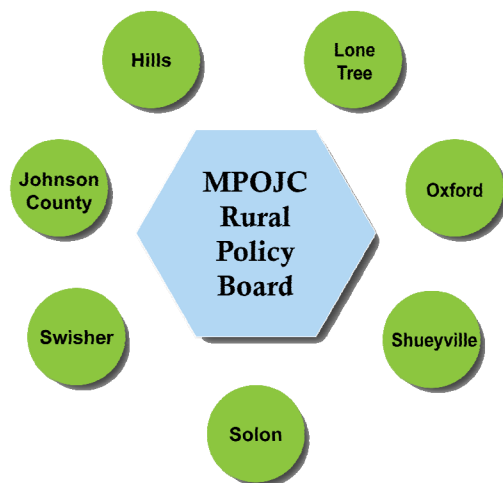 Hills
Lone
Tree
Johnson
County
MPOJC
Rural
Policy
Board
Oxford
Swisher
Shueyville
Solon